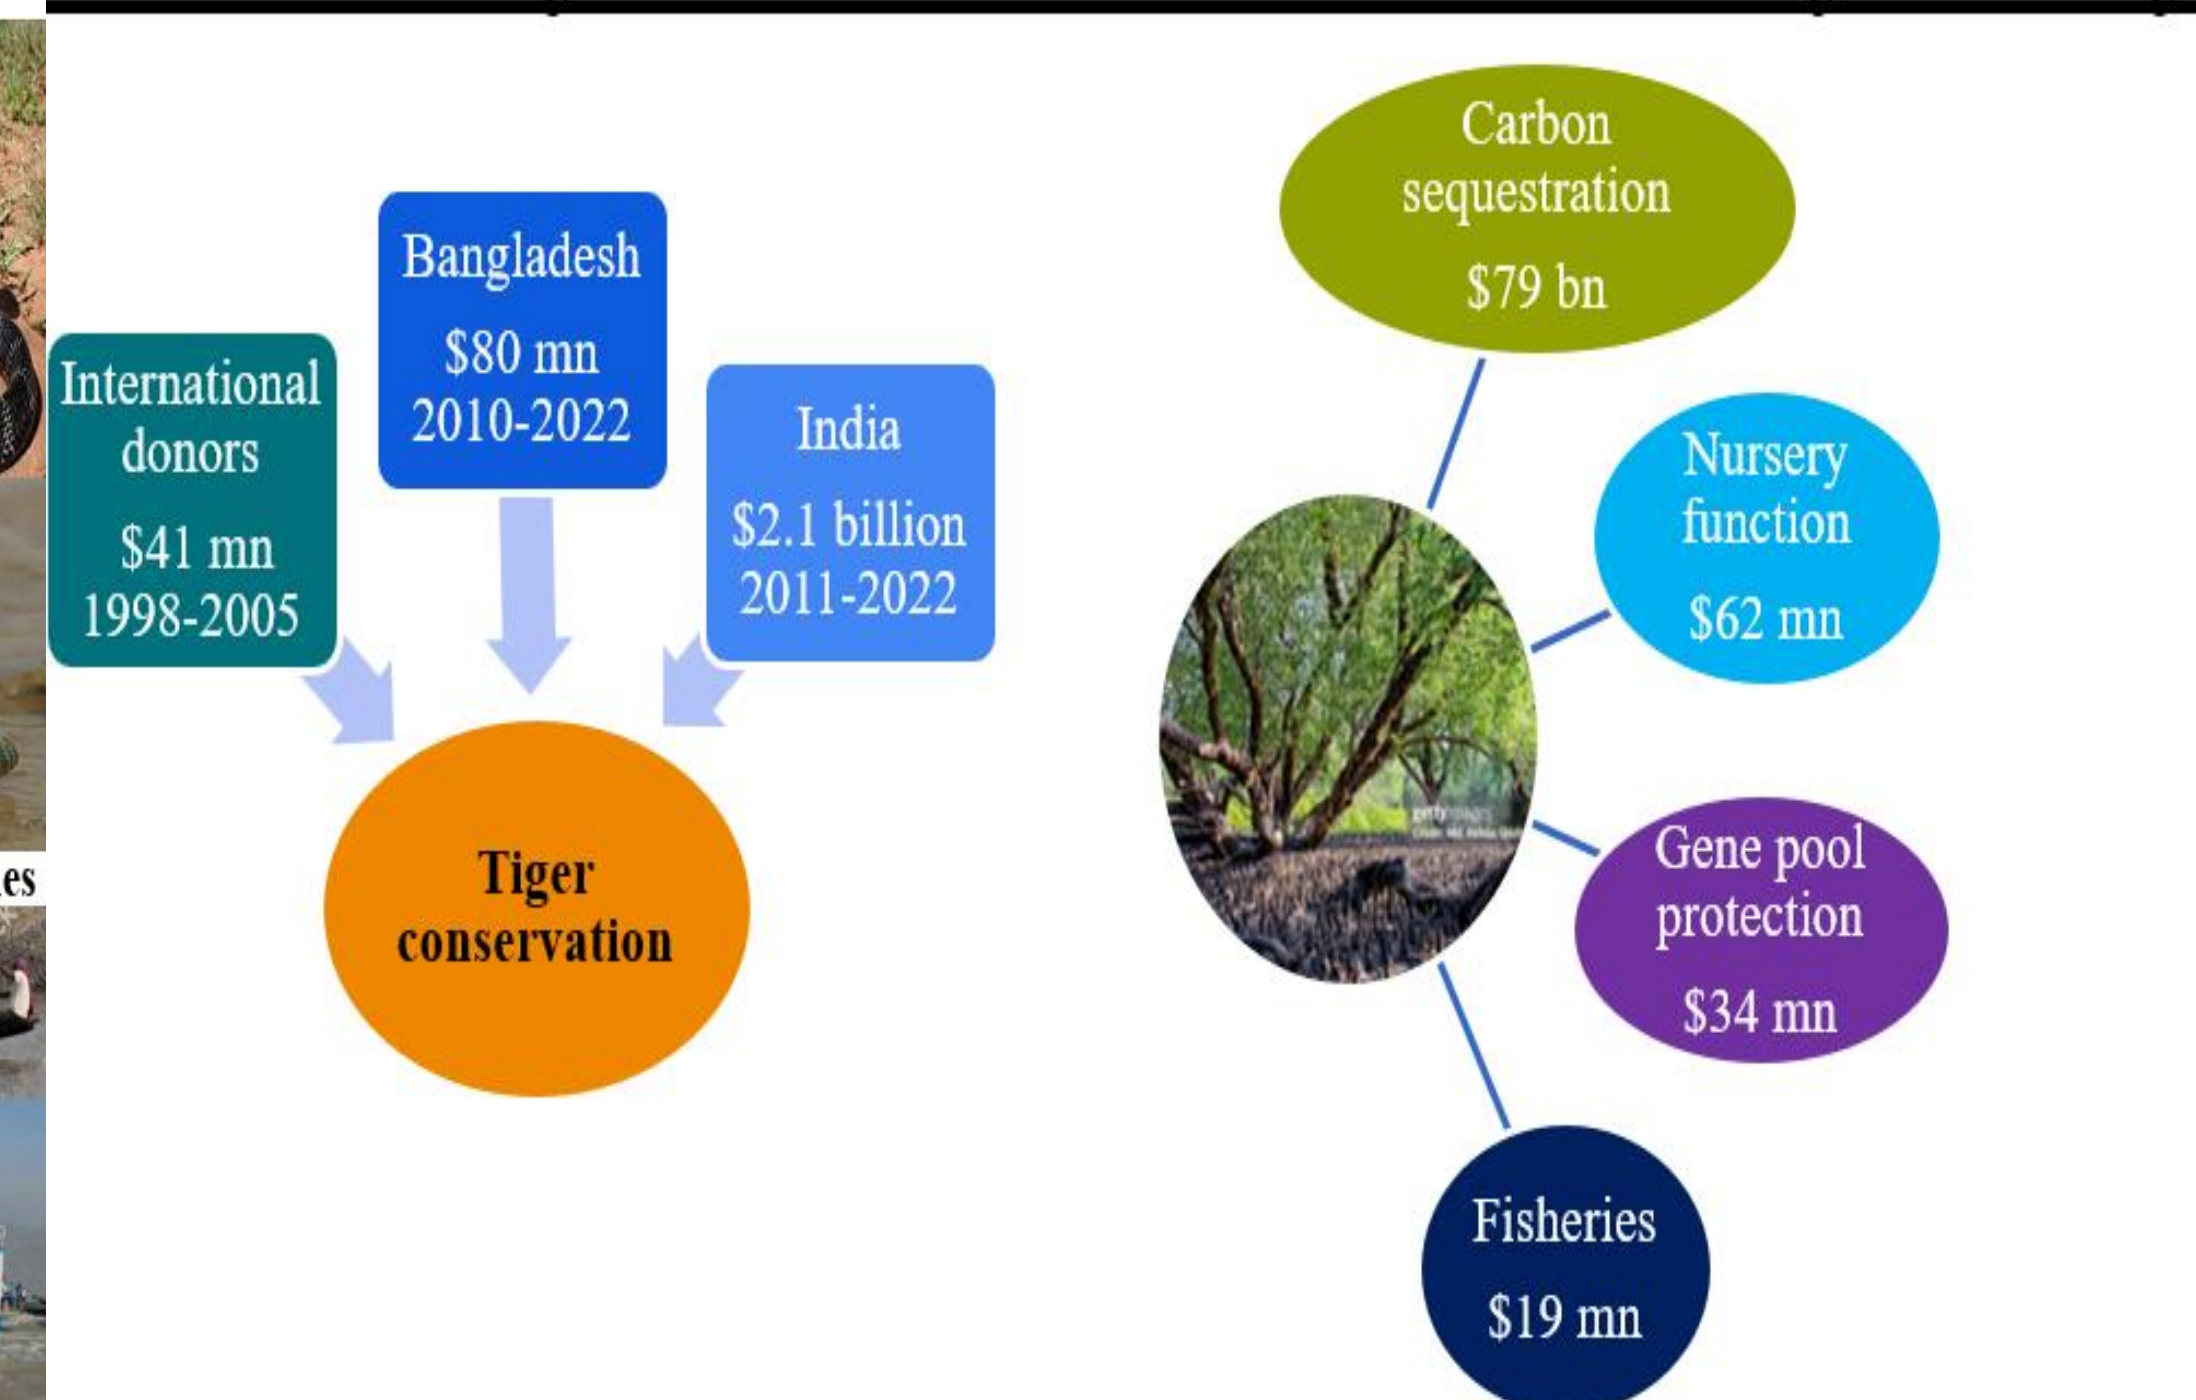 International
donors
$41 mn
1998-2005
Bangladesh
$80 mn
2010-2022
India
$2.1 billion
2011-2022
Tiger
conservation
Carbon
sequestration
$79 bn
Nursery
function
$62 mn
Gene pool
protection
$34 mn
Fisheries
$19 mn
es